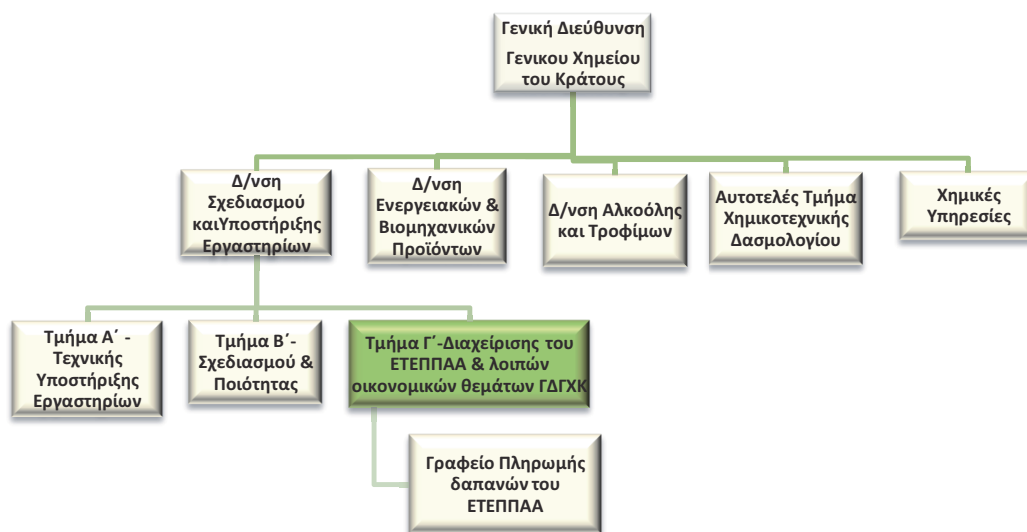 Γενική Διεύθυνση
Γενικου Χημείου
του Κράτους
Δ/νση
Σχεδιασμού
καιΥποστήριξης
Εργαστηρίων
Δ/νση
Ενεργειακών &
Βιομηχανικών
Προϊόντων
Δ/νση Αλκοόλης
και Τροφίμων
Αυτοτελές Τμήμα
Χημικοτεχνικής
Δασμολογίου
Χημικές
Υπηρεσίες
Τμήμα Α΄ -
Τεχνικής
Υποστήριξης
Εργαστηρίων
Τμήμα Β΄-
Σχεδιασμού &
Ποιότητας
Τμήμα Γ΄-Διαχείρισης του
ΕΤΕΠΠΑΑ & λοιπών
οικονομικών θεμάτων ΓΔΓΧΚ
Γραφείο Πληρωμής
δαπανών του
ΕΤΕΠΠΑΑ